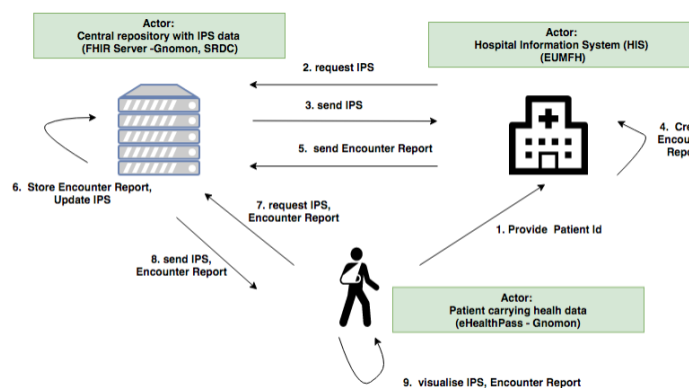 Actor:
Central repository with IPS data
(FHIR Server -Gnomon, SRDC)
Actor:
Hospital Information System (HIS)
(EUMFH)
2. request IPS
3. send IPS
4.
5. send Encounter Report
6. Store Encounter Report,
Update IPS
7. request IPS,
Encounter Report
1. Provide Patient Id
8. send IPS,
Encounter Report
Actor:
Patient carrying healh data
(eHealthPass - Gnomon)
9. visualise IPS, Encounter Report